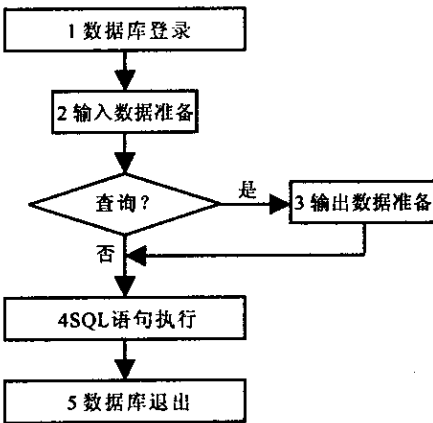 1 数据库登录
2 输入数据准备
查询?
是
3 输出数据准备
否
4SQL语句执行
5 数据库退出